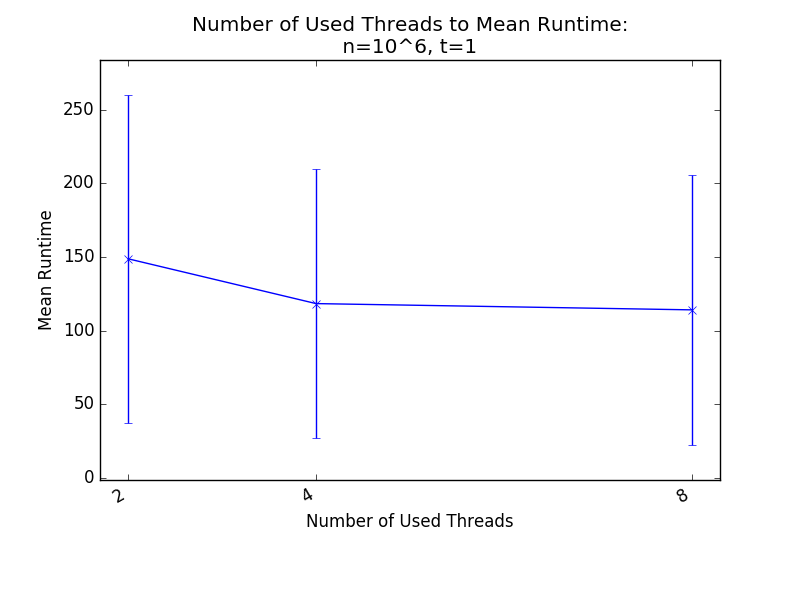 Number of Used Threads to Mean Runtime:
n=10^6, t=1
250
200
150
100
50
0
Mean Runtime
2
4
8
Number of Used Threads